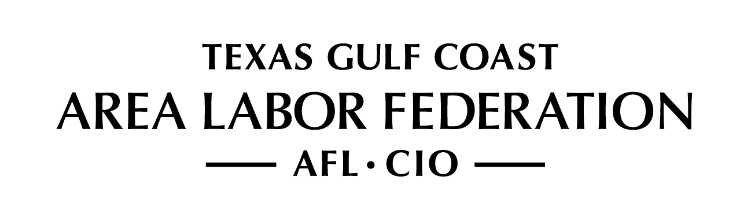 TEXAS GULF COAST
AREA LABOR FEDERATION
AFL·CIO